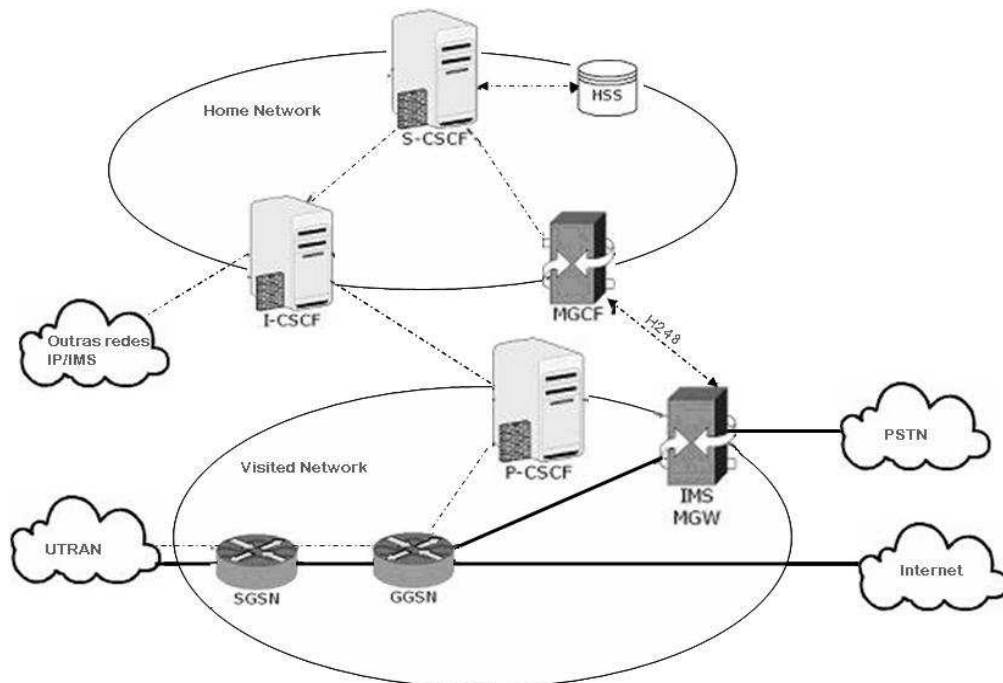 HSS
Home Network
S-CSCF
I-CSCF
MGCF
Outras redes
IP/IMS
H248
PSTN
Visited Network
P-CSCF
IMS
MGW
UTRAN
Internet
SGSN
GGSN